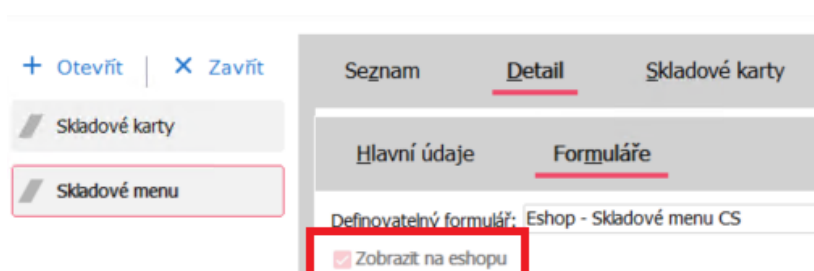 + Otevřít | × Zavřít
Skladové karty
Skladové menu
Seznam Detail Skladové karty
Hlavní údaje Formuláře
Definovatelný formulář: Eshop - Skladové menu CS
Zobrazit na eshopu